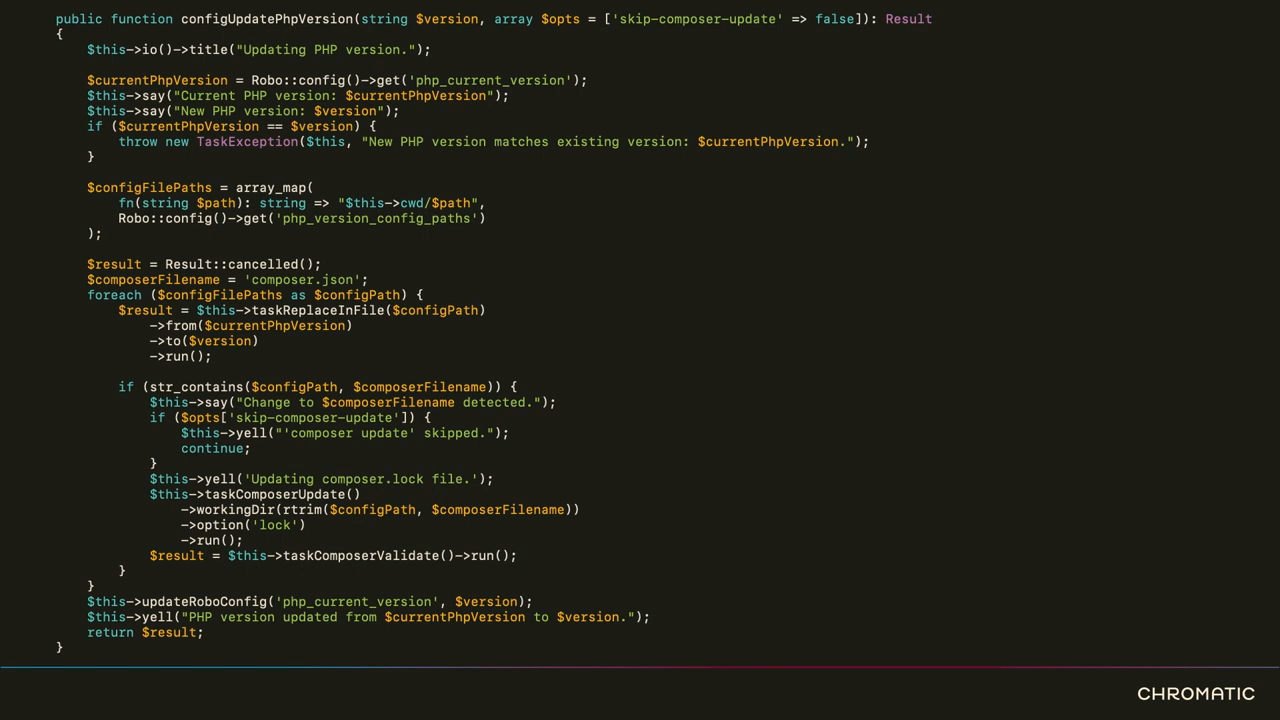 public function configUpdatePhpVersion(string $version, array $opts = ['skip-composer-update' => false]): Result
{
    $this->io()->title("Updating PHP version.");

    $currentPhpVersion = Robo::config()->get('php_current_version');
    $this->say("Current PHP version: $currentPhpVersion");
    $this->say("New PHP version: $version");
    if ($currentPhpVersion == $version) {
        throw new TaskException($this, "New PHP version matches existing version: $currentPhpVersion.");
    }

    $configFilePaths = array_map(
        fn(string $path): string => "$this->cwd/$path",
        Robo::config()->get('php_version_config_paths')
    );

    $result = Result::cancelled();
    $composerFilename = 'composer.json';
    foreach ($configFilePaths as $configPath) {
        $result = $this->taskReplaceInFile($configPath)
            ->from($currentPhpVersion)
            ->to($version)
            ->run();

        if (str_contains($configPath, $composerFilename)) {
            $this->say("Change to $composerFilename detected.");
            if ($opts['skip-composer-update']) {
                $this->yell("'composer update' skipped.");
                continue;
            }
            $this->yell('Updating composer.lock file.');
            $this->taskComposerUpdate()
                ->workingDir(rtrim($configPath, $composerFilename))
                ->option('lock')
                ->run();
            $result = $this->taskComposerValidate()->run();
        }
    }
    $this->updateRoboConfig('php_current_version', $version);
    $this->yell("PHP version updated from $currentPhpVersion to $version.");
    return $result;
}
CHROMATIC